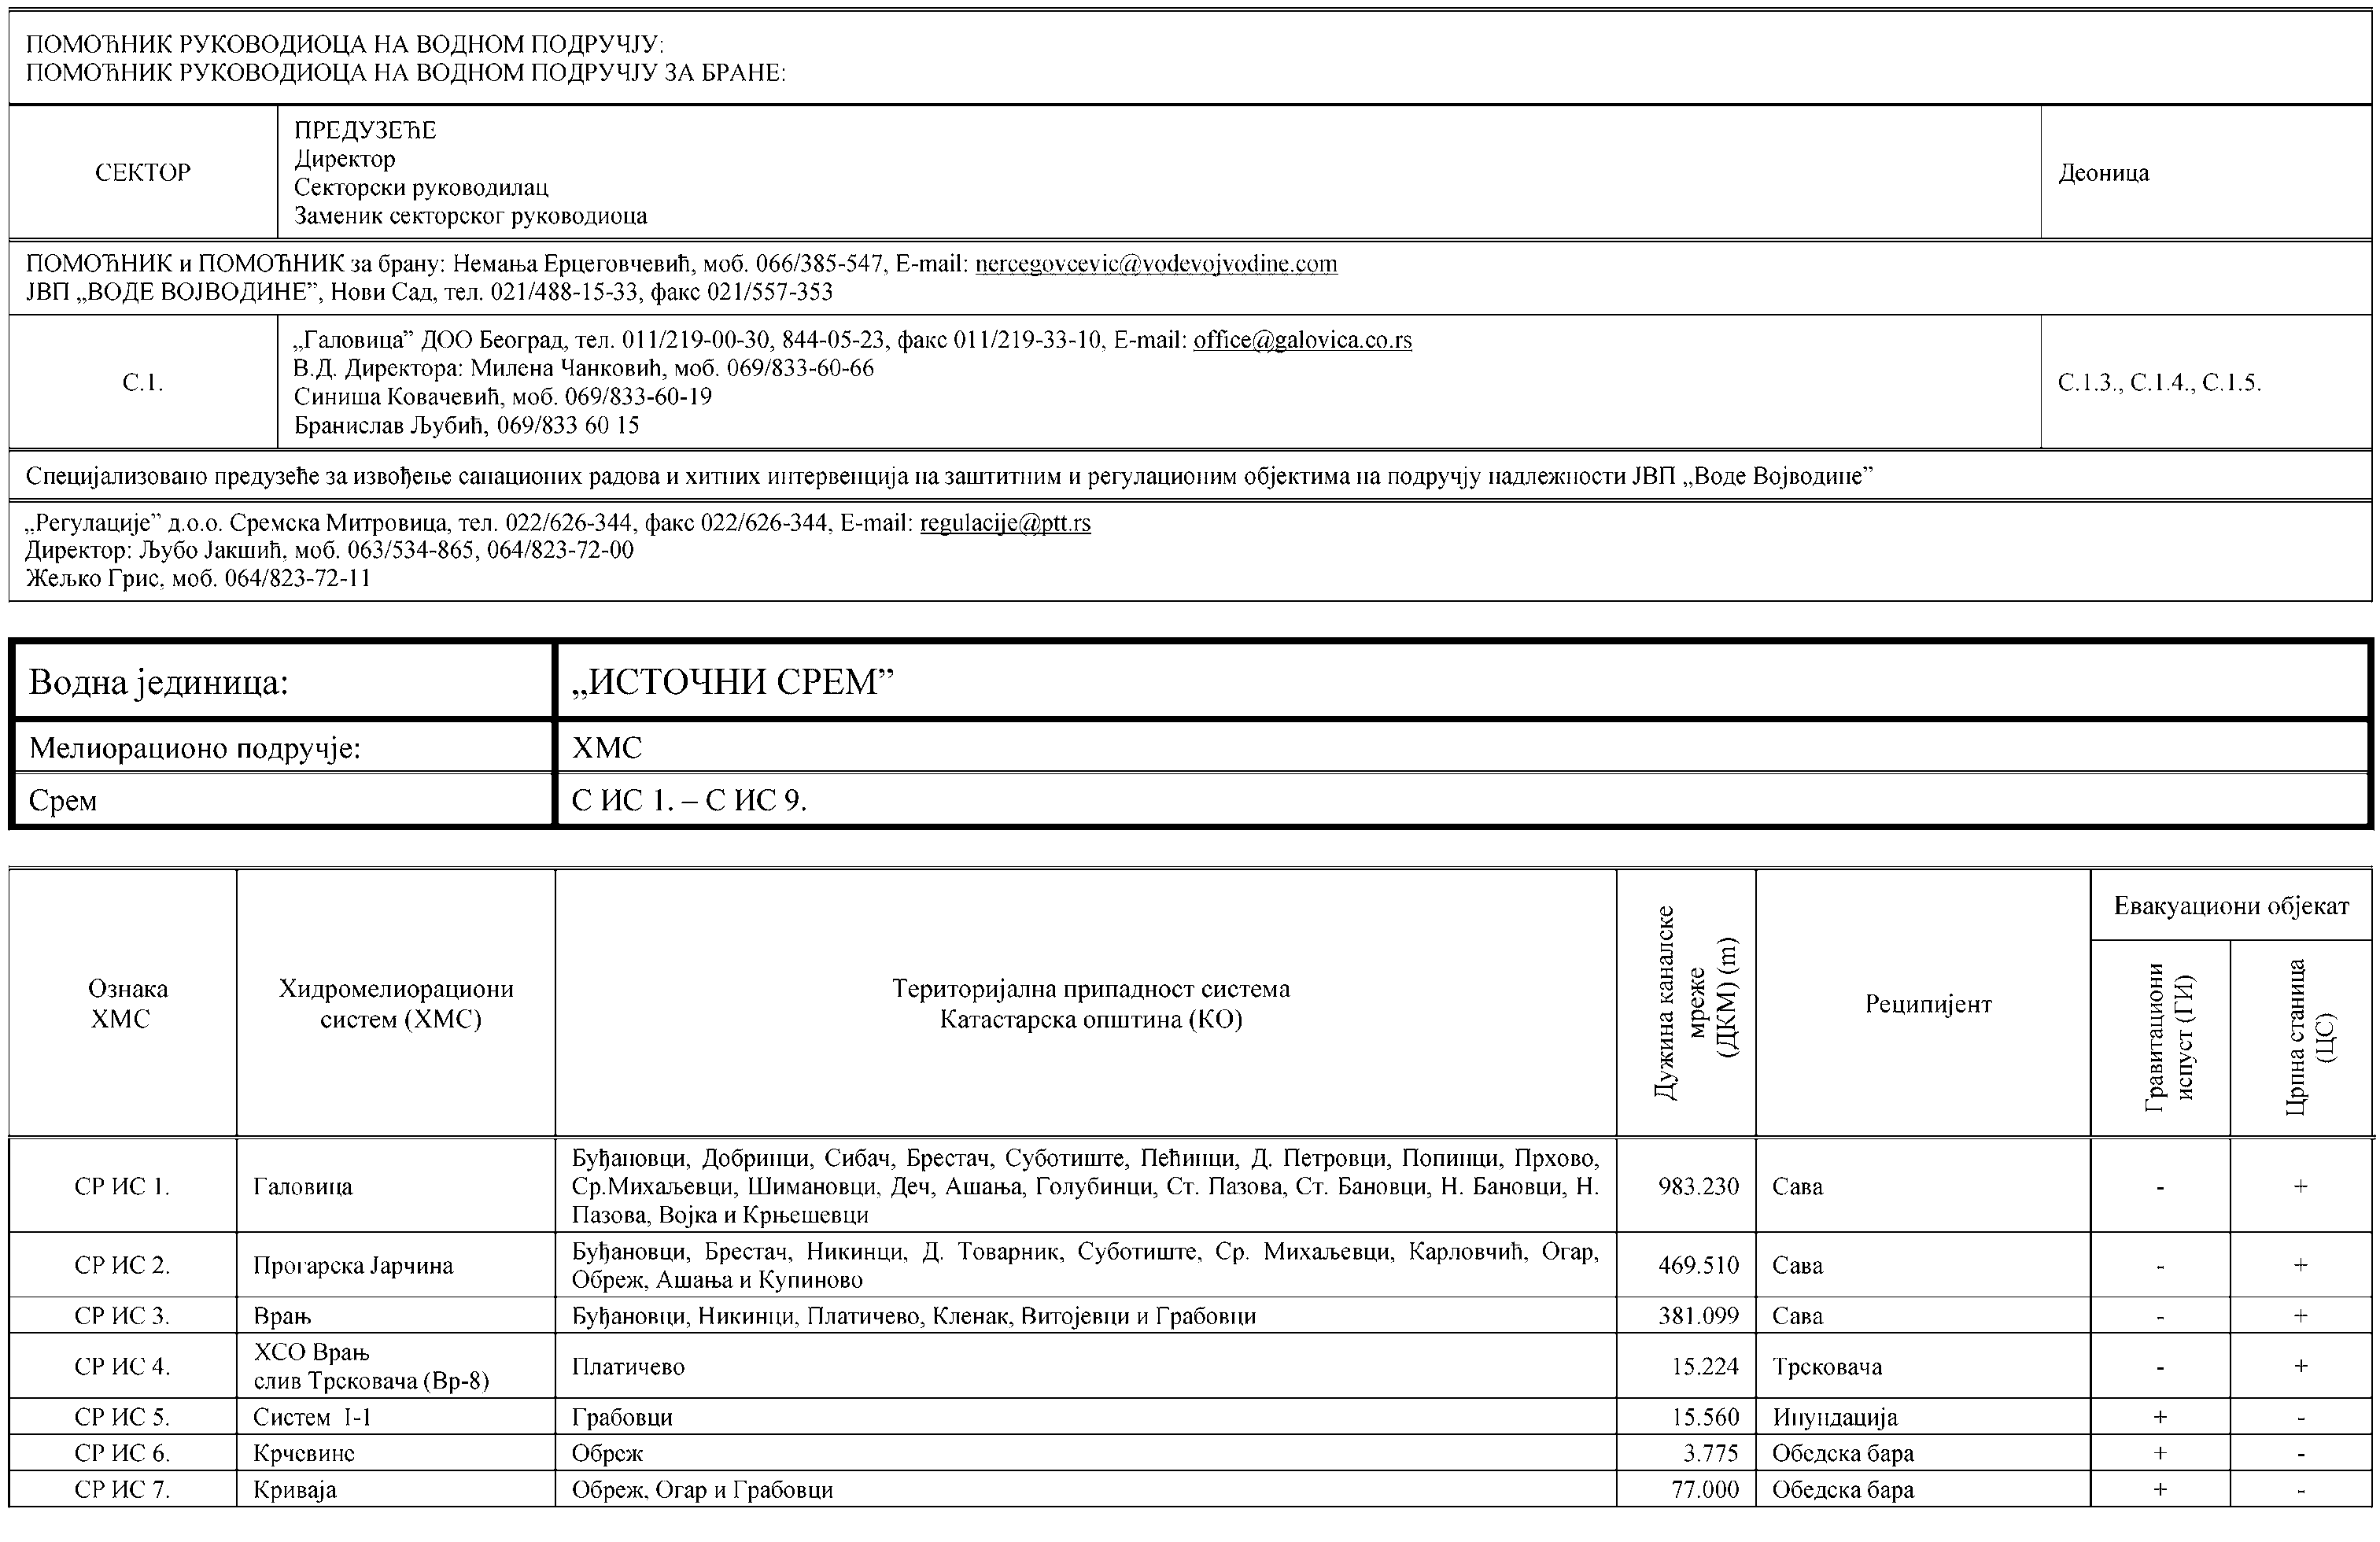 ПОМОЋНИК РУКОВОДИОЦА НА ВОДНОМ ПОДРУЧЈУ:
ПОМОЋНИК РУКОВОДИОЦА НА ВОДНОМ ПОДРУЧЈУ ЗА БРАНЕ:
СЕКТОР
ПРЕДУЗЕЋЕ
Директор
Секторски руководилац
Заменик секторског руководиоца
Деоница
ПОМОЋНИК и ПОМОЋНИК за брану: Немања Ерцеговчевић, моб. 066/385-547, E-mail: nercegovcevic@vodevojvodine.com
ЈВП „ВОДЕ ВОЈВОДИНЕ”, Нови Сад, тел. 021/488-15-33, факс 021/557-353
С.1.
„Галовица” ДОО Београд, тел. 011/219-00-30, 844-05-23, факс 011/219-33-10, E-mail: office@galovica.co.rs
В.Д. Директора: Милена Чанковић, моб. 069/833-60-66
Синиша Ковачевић, моб. 069/833-60-19
Бранислав Љубић, 069/833 60 15
С.1.3., С.1.4., С.1.5.
Специјализовано предузеће за извођење санационих радова и хитних интервенција на заштитним и регулационим објектима на подручју надлежности ЈВП „Воде Војводине”
„Регулације” д.о.о. Сремска Митровица, тел. 022/626-344, факс 022/626-344, E-mail: regulacije@ptt.rs
Директор: Љубо Јакшић, моб. 063/534-865, 064/823-72-00
Жељко Грис, моб. 064/823-72-11
Водна јединица:
„ИСТОЧНИ СРЕМ”
Мелиорационо подручје:
ХМС
Срем
С ИС 1. – С ИС 9.
Ознака
ХМС
Хидромелиорациони
систем (ХМС)
Територијална припадност система
Катастарска општина (КО)
Дужина каналске
мреже
(ДКМ) (m)
Реципијент
Евакуациони објекат
Гравитациони
испуст (ГИ)
Црпна станица
(ЦС)
СР ИС 1.
Галовица
Буђановци, Добринци, Сибач, Брестач, Суботиште, Пећинци, Д. Петровци, Попинци, Прхово,
Ср.Михаљевци, Шимановци, Деч, Ашања, Голубинци, Ст. Пазова, Ст. Бановци, Н. Бановци, Н.
Пазова, Војка и Крњешевци
983.230
Сава
-
+
СР ИС 2.
Прогарска Јарчина
Буђановци, Брестач, Никинци, Д. Товарник, Суботиште, Ср. Михаљевци, Карловчић, Огар,
Обреж, Ашања и Купиново
469.510
Сава
-
+
СР ИС 3.
Врањ
Буђановци, Никинци, Платичево, Кленак, Витојевци и Грабовци
381.099
Сава
-
+
СР ИС 4.
ХСО Врањ
слив Трсковача (Вр-8)
Платичево
15.224
Трсковача
-
+
СР ИС 5.
Систем I-1
Грабовци
15.560
Инундација
+
-
СР ИС 6.
Крчевине
Обреж
3.775
Обедска бара
+
-
СР ИС 7.
Криваја
Обреж, Огар и Грабовци
77.000
Обедска бара
+
-